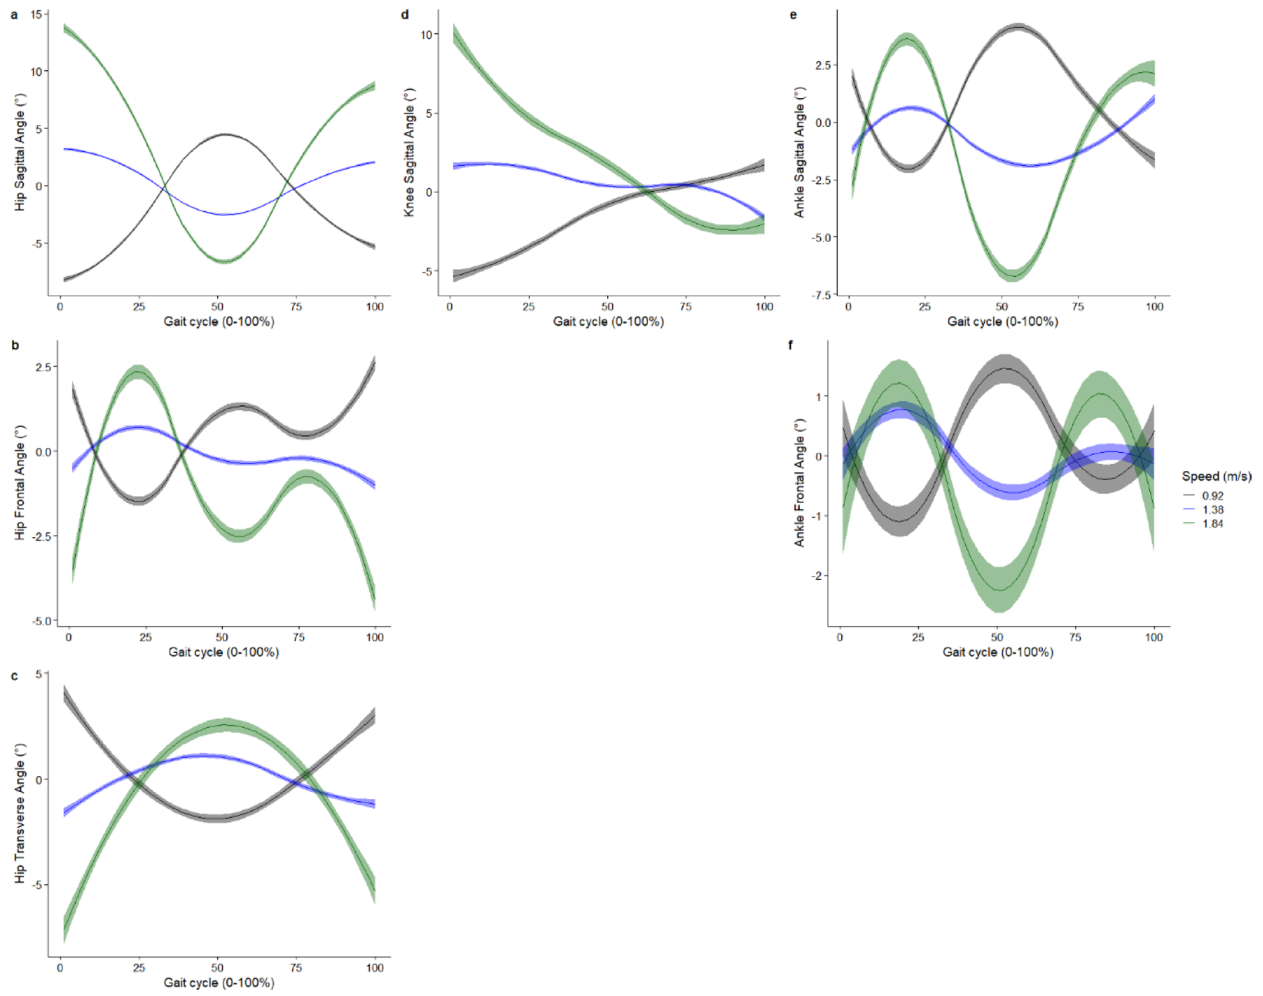 a
15
10
5
0
-5
Hip Sagittal Angle (°)
0 25 50 75 100
Gait cycle (0-100%)
d
10
5
0
-5
Knee Sagittal Angle (°)
0 25 50 75 100
Gait cycle (0-100%)
e
2.5
0.0
-2.5
-5.0
-7.5
Ankle Sagittal Angle (°)
0 25 50 75 100
Gait cycle (0-100%)
b
2.5
0.0
-2.5
-5.0
Hip Frontal Angle (°)
0 25 50 75 100
Gait cycle (0-100%)
f
1
0
-1
-2
Ankle Frontal Angle (°)
0 25 50 75 100
Gait cycle (0-100%)
Speed (m/s)
0.92
1.38
1.84
c
5
0
-5
Hip Transverse Angle (°)
0 25 50 75 100
Gait cycle (0-100%)